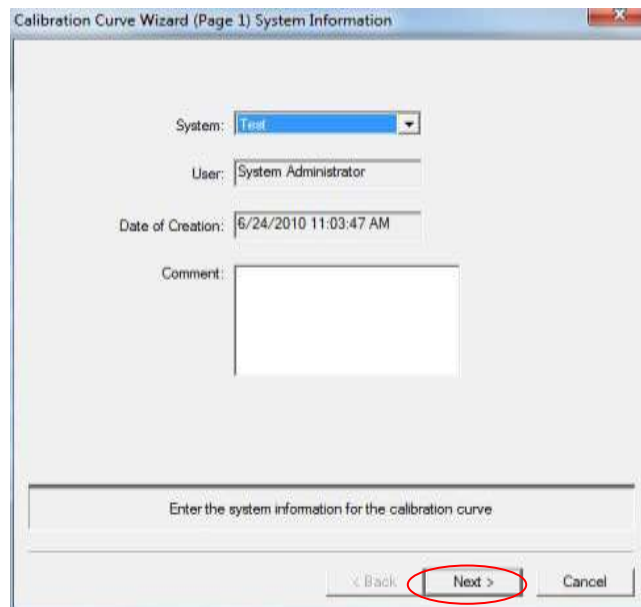 Calibration Curve Wizard (Page 1) System Information
System: Test
User: System Administrator
Date of Creation: 6/24/2010 11:03:47 AM
Comment:
Enter the system information for the calibration curve
< Back Next > Cancel